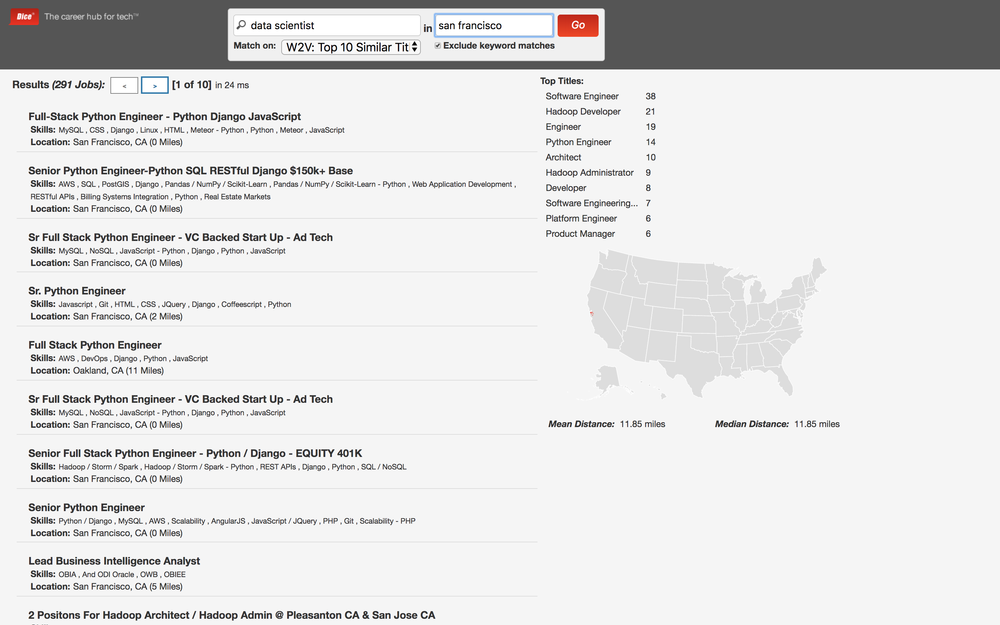 Dice® The career hub for tech™
data scientist in san francisco Go
Match on: W2V: Top 10 Similar Tit Exclude keyword matches
Results (291 Jobs): < > [1 of 10] in 24 ms
Full-Stack Python Engineer - Python Django JavaScript
Skills: MySQL , CSS , Django , Linux , HTML , Meteor - Python , Python , Meteor , JavaScript
Location: San Francisco, CA (0 Miles)
Senior Python Engineer-Python SQL RESTful Django $150k+ Base
Skills: AWS , SQL , PostGIS , Django , Pandas / NumPy / Scikit-Learn , Pandas / NumPy / Scikit-Learn - Python , Web Application Development ,
RESTful APIs , Billing Systems Integration , Python , Real Estate Markets
Location: San Francisco, CA (0 Miles)
Sr Full Stack Python Engineer - VC Backed Start Up - Ad Tech
Skills: MySQL , NoSQL , JavaScript - Python , Django , Python , JavaScript
Location: San Francisco, CA (0 Miles)
Sr. Python Engineer
Skills: Javascript , Git , HTML , CSS , JQuery , Django , Coffeescript , Python
Location: San Francisco, CA (2 Miles)
Full Stack Python Engineer
Skills: AWS , DevOps , Django , Python , JavaScript
Location: Oakland, CA (11 Miles)
Sr Full Stack Python Engineer - VC Backed Start Up - Ad Tech
Skills: MySQL , NoSQL , JavaScript - Python , Django , Python , JavaScript
Location: San Francisco, CA (0 Miles)
Senior Full Stack Python Engineer - Python / Django - EQUITY 401K
Skills: Hadoop / Storm / Spark , Hadoop / Storm / Spark - Python , REST APIs , Django , Python , SQL / NoSQL
Location: San Francisco, CA (0 Miles)
Senior Python Engineer
Skills: Python / Django , MySQL , AWS , Scalability , AngularJS , JavaScript / JQuery , PHP , Git , Scalability - PHP
Location: San Francisco, CA (0 Miles)
Lead Business Intelligence Analyst
Skills: OBIA , And ODI Oracle , OWB , OBIEE
Location: San Francisco, CA (5 Miles)
2 Positons For Hadoop Architect / Hadoop Admin @ Pleasanton CA & San Jose CA
Top Titles:
Software Engineer 38
Hadoop Developer 21
Engineer 19
Python Engineer 14
Architect 10
Hadoop Administrator 9
Developer 8
Software Engineering... 7
Platform Engineer 6
Product Manager 6
Mean Distance: 11.85 miles Median Distance: 11.85 miles